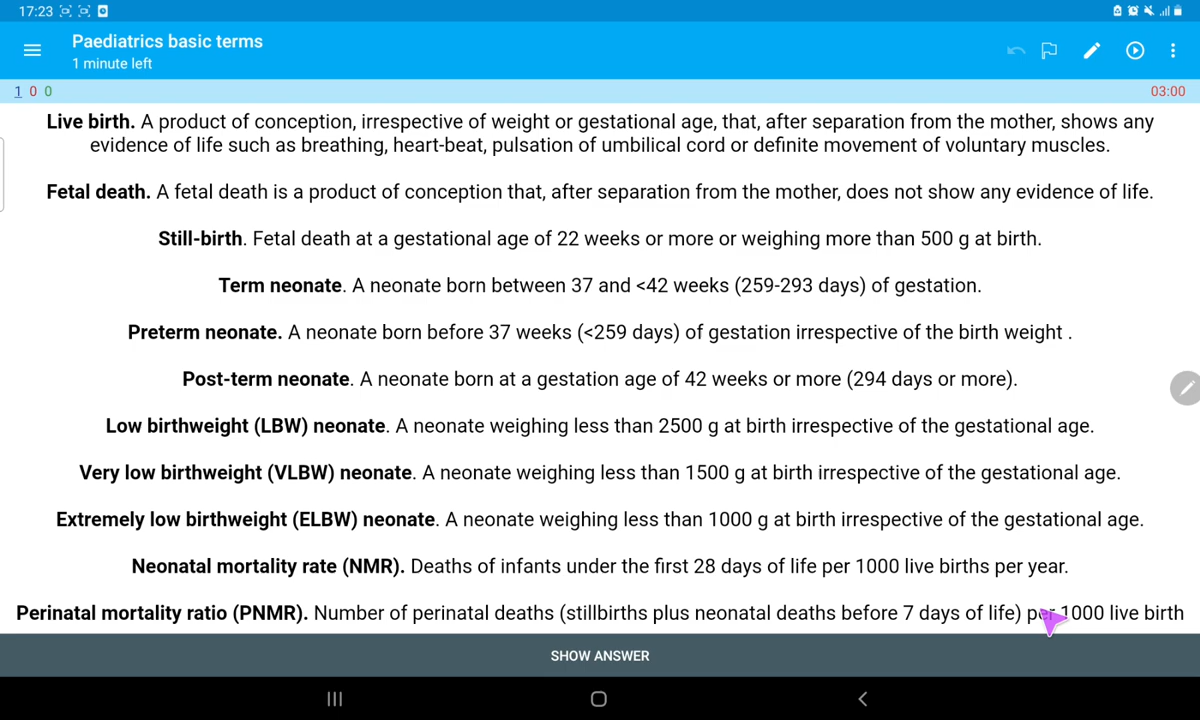 17:23
Paediatrics basic terms
1 minute left
1 0 0
03:00
Live birth. A product of conception, irrespective of weight or gestational age, that, after separation from the mother, shows any
evidence of life such as breathing, heart-beat, pulsation of umbilical cord or definite movement of voluntary muscles.
Fetal death. A fetal death is a product of conception that, after separation from the mother, does not show any evidence of life.
Still-birth. Fetal death at a gestational age of 22 weeks or more or weighing more than 500 g at birth.
Term neonate. A neonate born between 37 and <42 weeks (259-293 days) of gestation.
Preterm neonate. A neonate born before 37 weeks (<259 days) of gestation irrespective of the birth weight .
Post-term neonate. A neonate born at a gestation age of 42 weeks or more (294 days or more).
Low birthweight (LBW) neonate. A neonate weighing less than 2500 g at birth irrespective of the gestational age.
Very low birthweight (VLBW) neonate. A neonate weighing less than 1500 g at birth irrespective of the gestational age.
Extremely low birthweight (ELBW) neonate. A neonate weighing less than 1000 g at birth irrespective of the gestational age.
Neonatal mortality rate (NMR). Deaths of infants under the first 28 days of life per 1000 live births per year.
Perinatal mortality ratio (PNMR). Number of perinatal deaths (stillbirths plus neonatal deaths before 7 days of life) per 1000 live birth
SHOW ANSWER